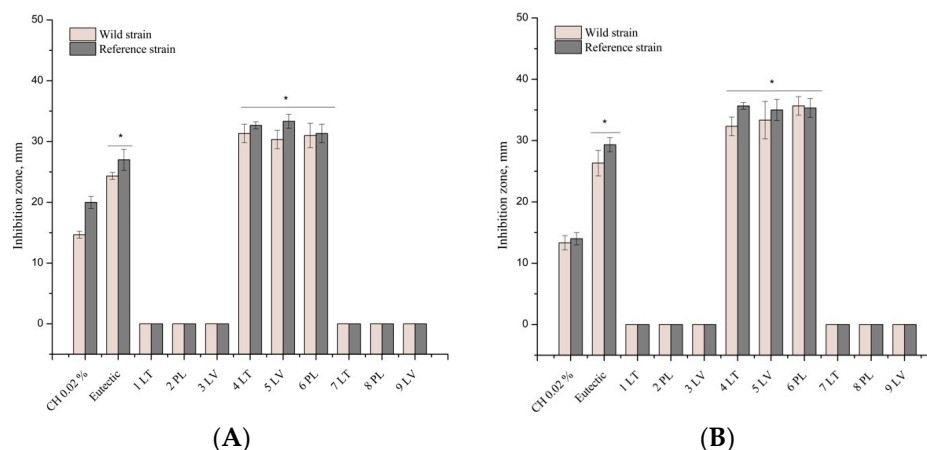 50
40
30
20
10
0
Inhibition zone, mm
Wild strain
Reference strain
*
*
CH 0.02 %
Eutectic
1 LT
2 PL
3 LV
4 LT
5 LV
6 PL
7 LT
8 PL
9 LV
(A)
50
40
30
20
10
0
Inhibition zone, mm
Wild strain
Reference strain
*
*
CH 0.02 %
Eutectic
1 LT
2 PL
3 LV
4 LT
5 LV
6 PL
7 LT
8 PL
9 LV
(B)